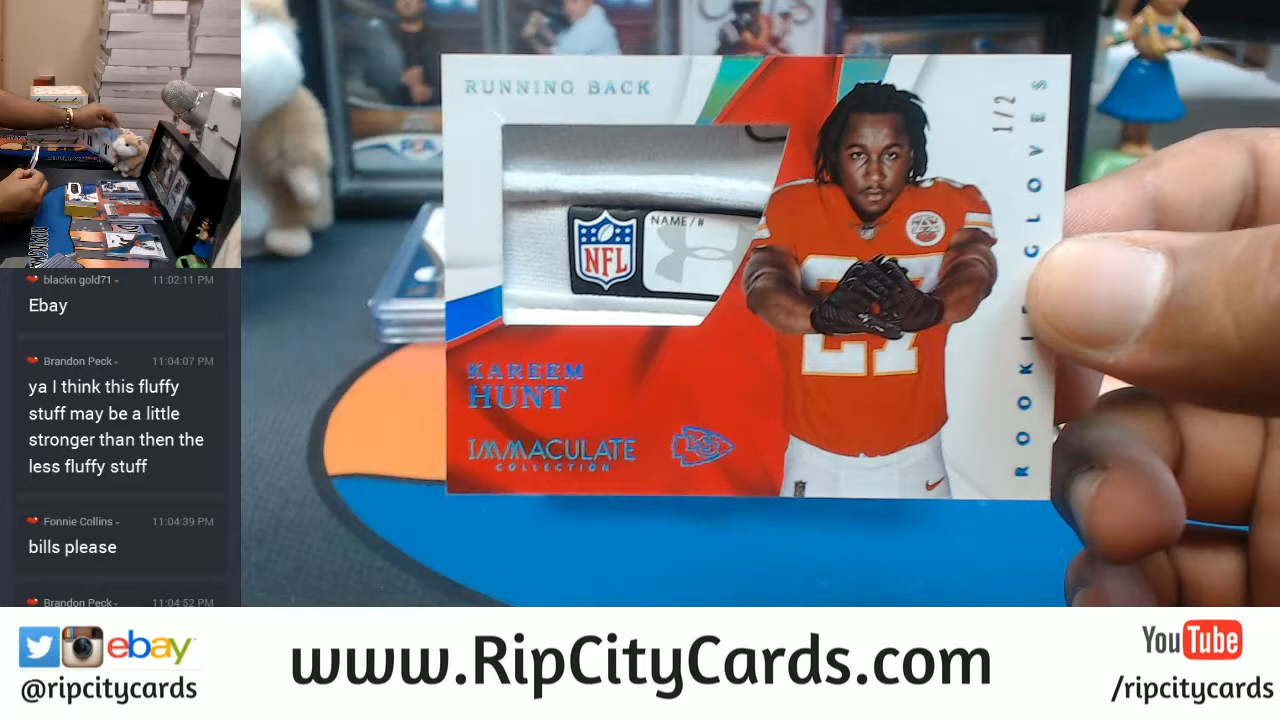 blackn gold71
11:02:11 PM
Ebay
Brandon Peck
11:04:07 PM
ya I think this fluffy
stuff may be a little
stronger than then the
less fluffy stuff
Fonnie Collins
11:04:39 PM
bills please
Brandon Peck
11:04:52 PM
RUNNING BACK
NFL
NAME / #
1/2
ROOKIE GLOVES
27
KAREEM
HUNT
IMMACULATE
COLLECTION
KC
PSA
ebay
@ripcitycards
www.RipCityCards.com
YouTube
/ripcitycards